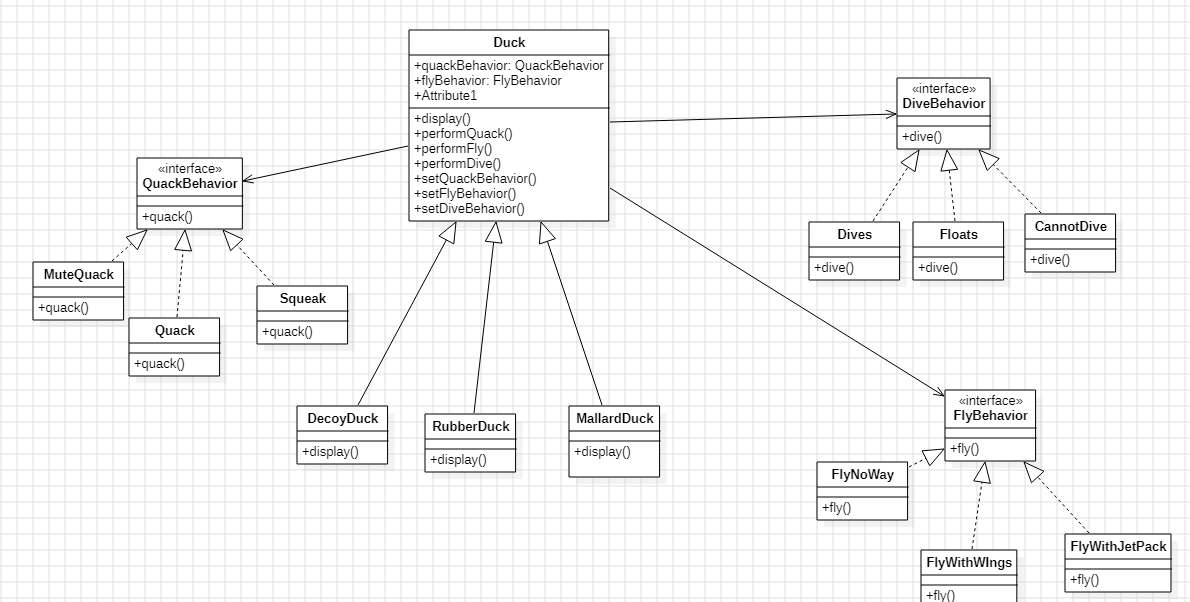 Duck
+quackBehavior: QuackBehavior
+flyBehavior: FlyBehavior
+Attribute1
+display()
+performQuack()
+performFly()
+performDive()
+setQuackBehavior()
+setFlyBehavior()
+setDiveBehavior()
«interface»
DiveBehavior
+dive()
«interface»
QuackBehavior
+quack()
Dives
+dive()
Floats
+dive()
CannotDive
+dive()
MuteQuack
+quack()
Quack
+quack()
Squeak
+quack()
DecoyDuck
+display()
RubberDuck
+display()
MallardDuck
+display()
«interface»
FlyBehavior
+fly()
FlyNoWay
+fly()
FlyWithWIngs
+fly()
FlyWithJetPack
+fly()